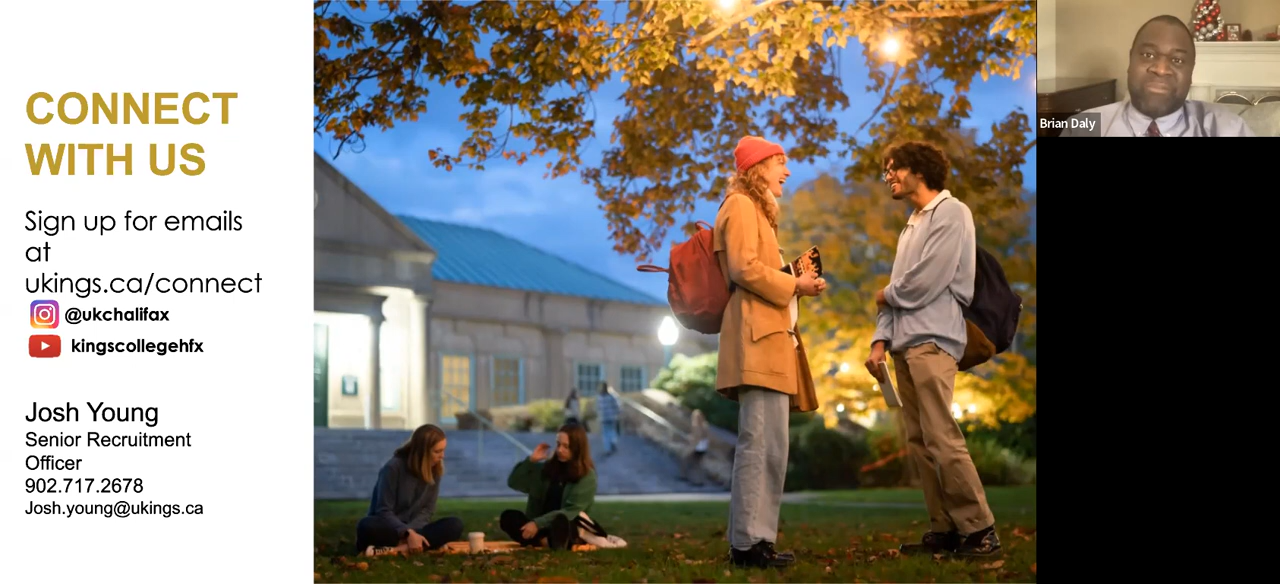 CONNECT
WITH US
Sign up for emails
at
ukings.ca/connect
@ukchalifax
kingscollegehfx
Josh Young
Senior Recruitment
Officer
902.717.2678
Josh.young@ukings.ca
Brian Daly